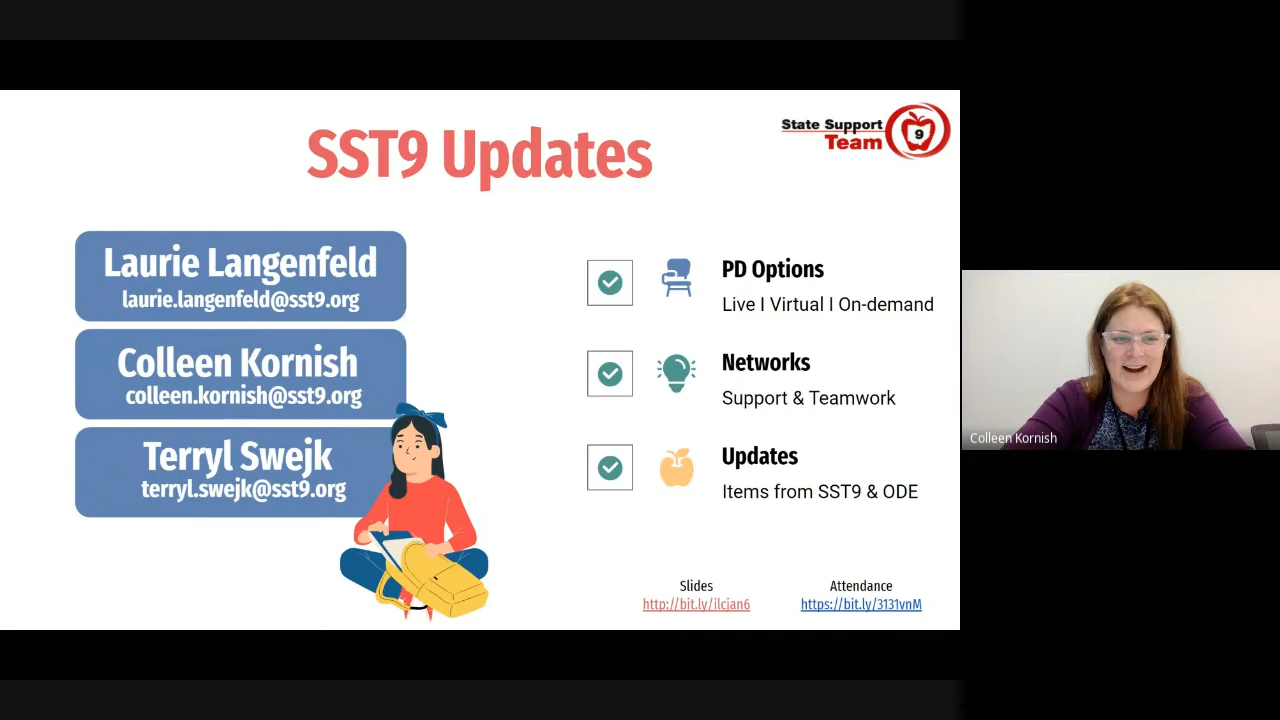 SST9 Updates
State Support
Team
9
Laurie Langenfeld
laurie.langenfeld@sst9.org
Colleen Kornish
colleen.kornish@sst9.org
Terryl Swejk
terryl.swejk@sst9.org
PD Options
Live I Virtual I On-demand
Networks
Support & Teamwork
Updates
Items from SST9 & ODE
Slides
http://bit.ly/ilcjan6
Attendance
https://bit.ly/3131vnM
Colleen Kornish